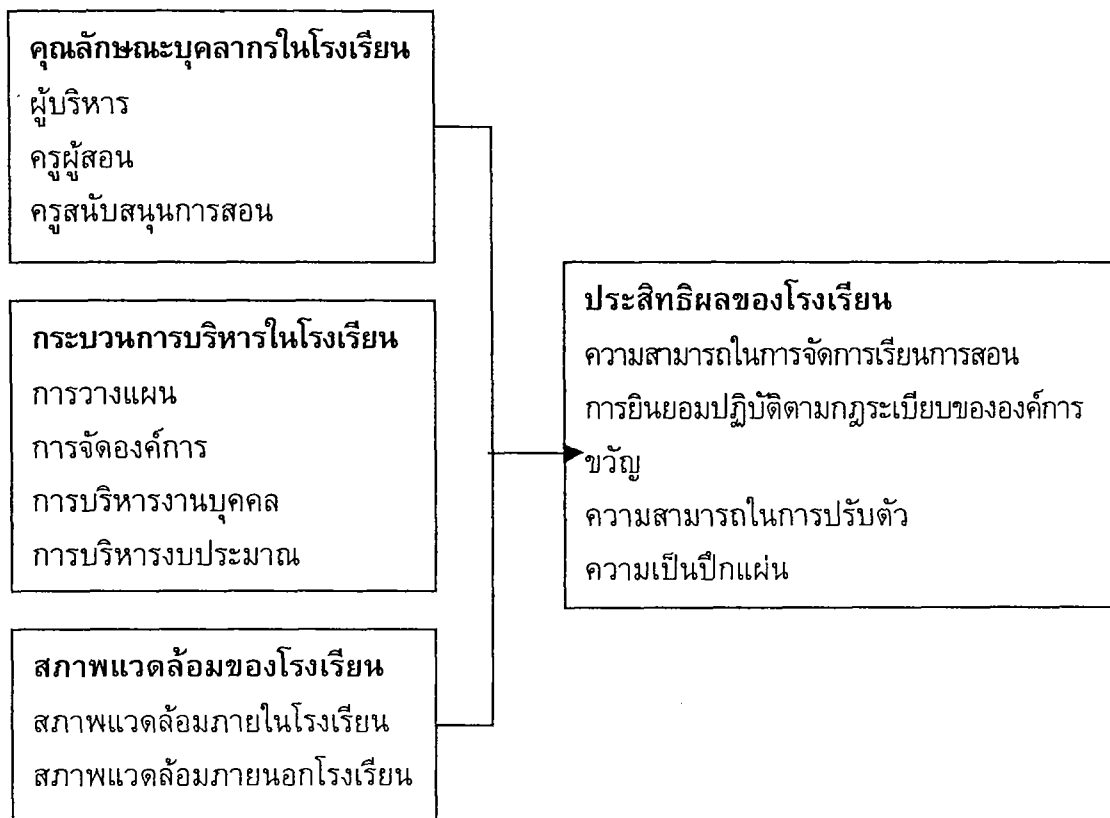 คุณลักษณะบุคลากรในโรงเรียน
ผู้บริหาร
ครูผู้สอน
ครูสนับสนุนการสอน
กระบวนการบริหารในโรงเรียน
การวางแผน
การจัดองค์การ
การบริหารงานบุคคล
การบริหารงบประมาณ
สภาพแวดล้อมของโรงเรียน
สภาพแวดล้อมภายในโรงเรียน
สภาพแวดล้อมภายนอกโรงเรียน
ประสิทธิผลของโรงเรียน
ความสามารถในการจัดการเรียนการสอน
การยินยอมปฏิบัติตามกฎระเบียบขององค์การ
ขวัญ
ความสามารถในการปรับตัว
ความเป็นปึกแผ่น